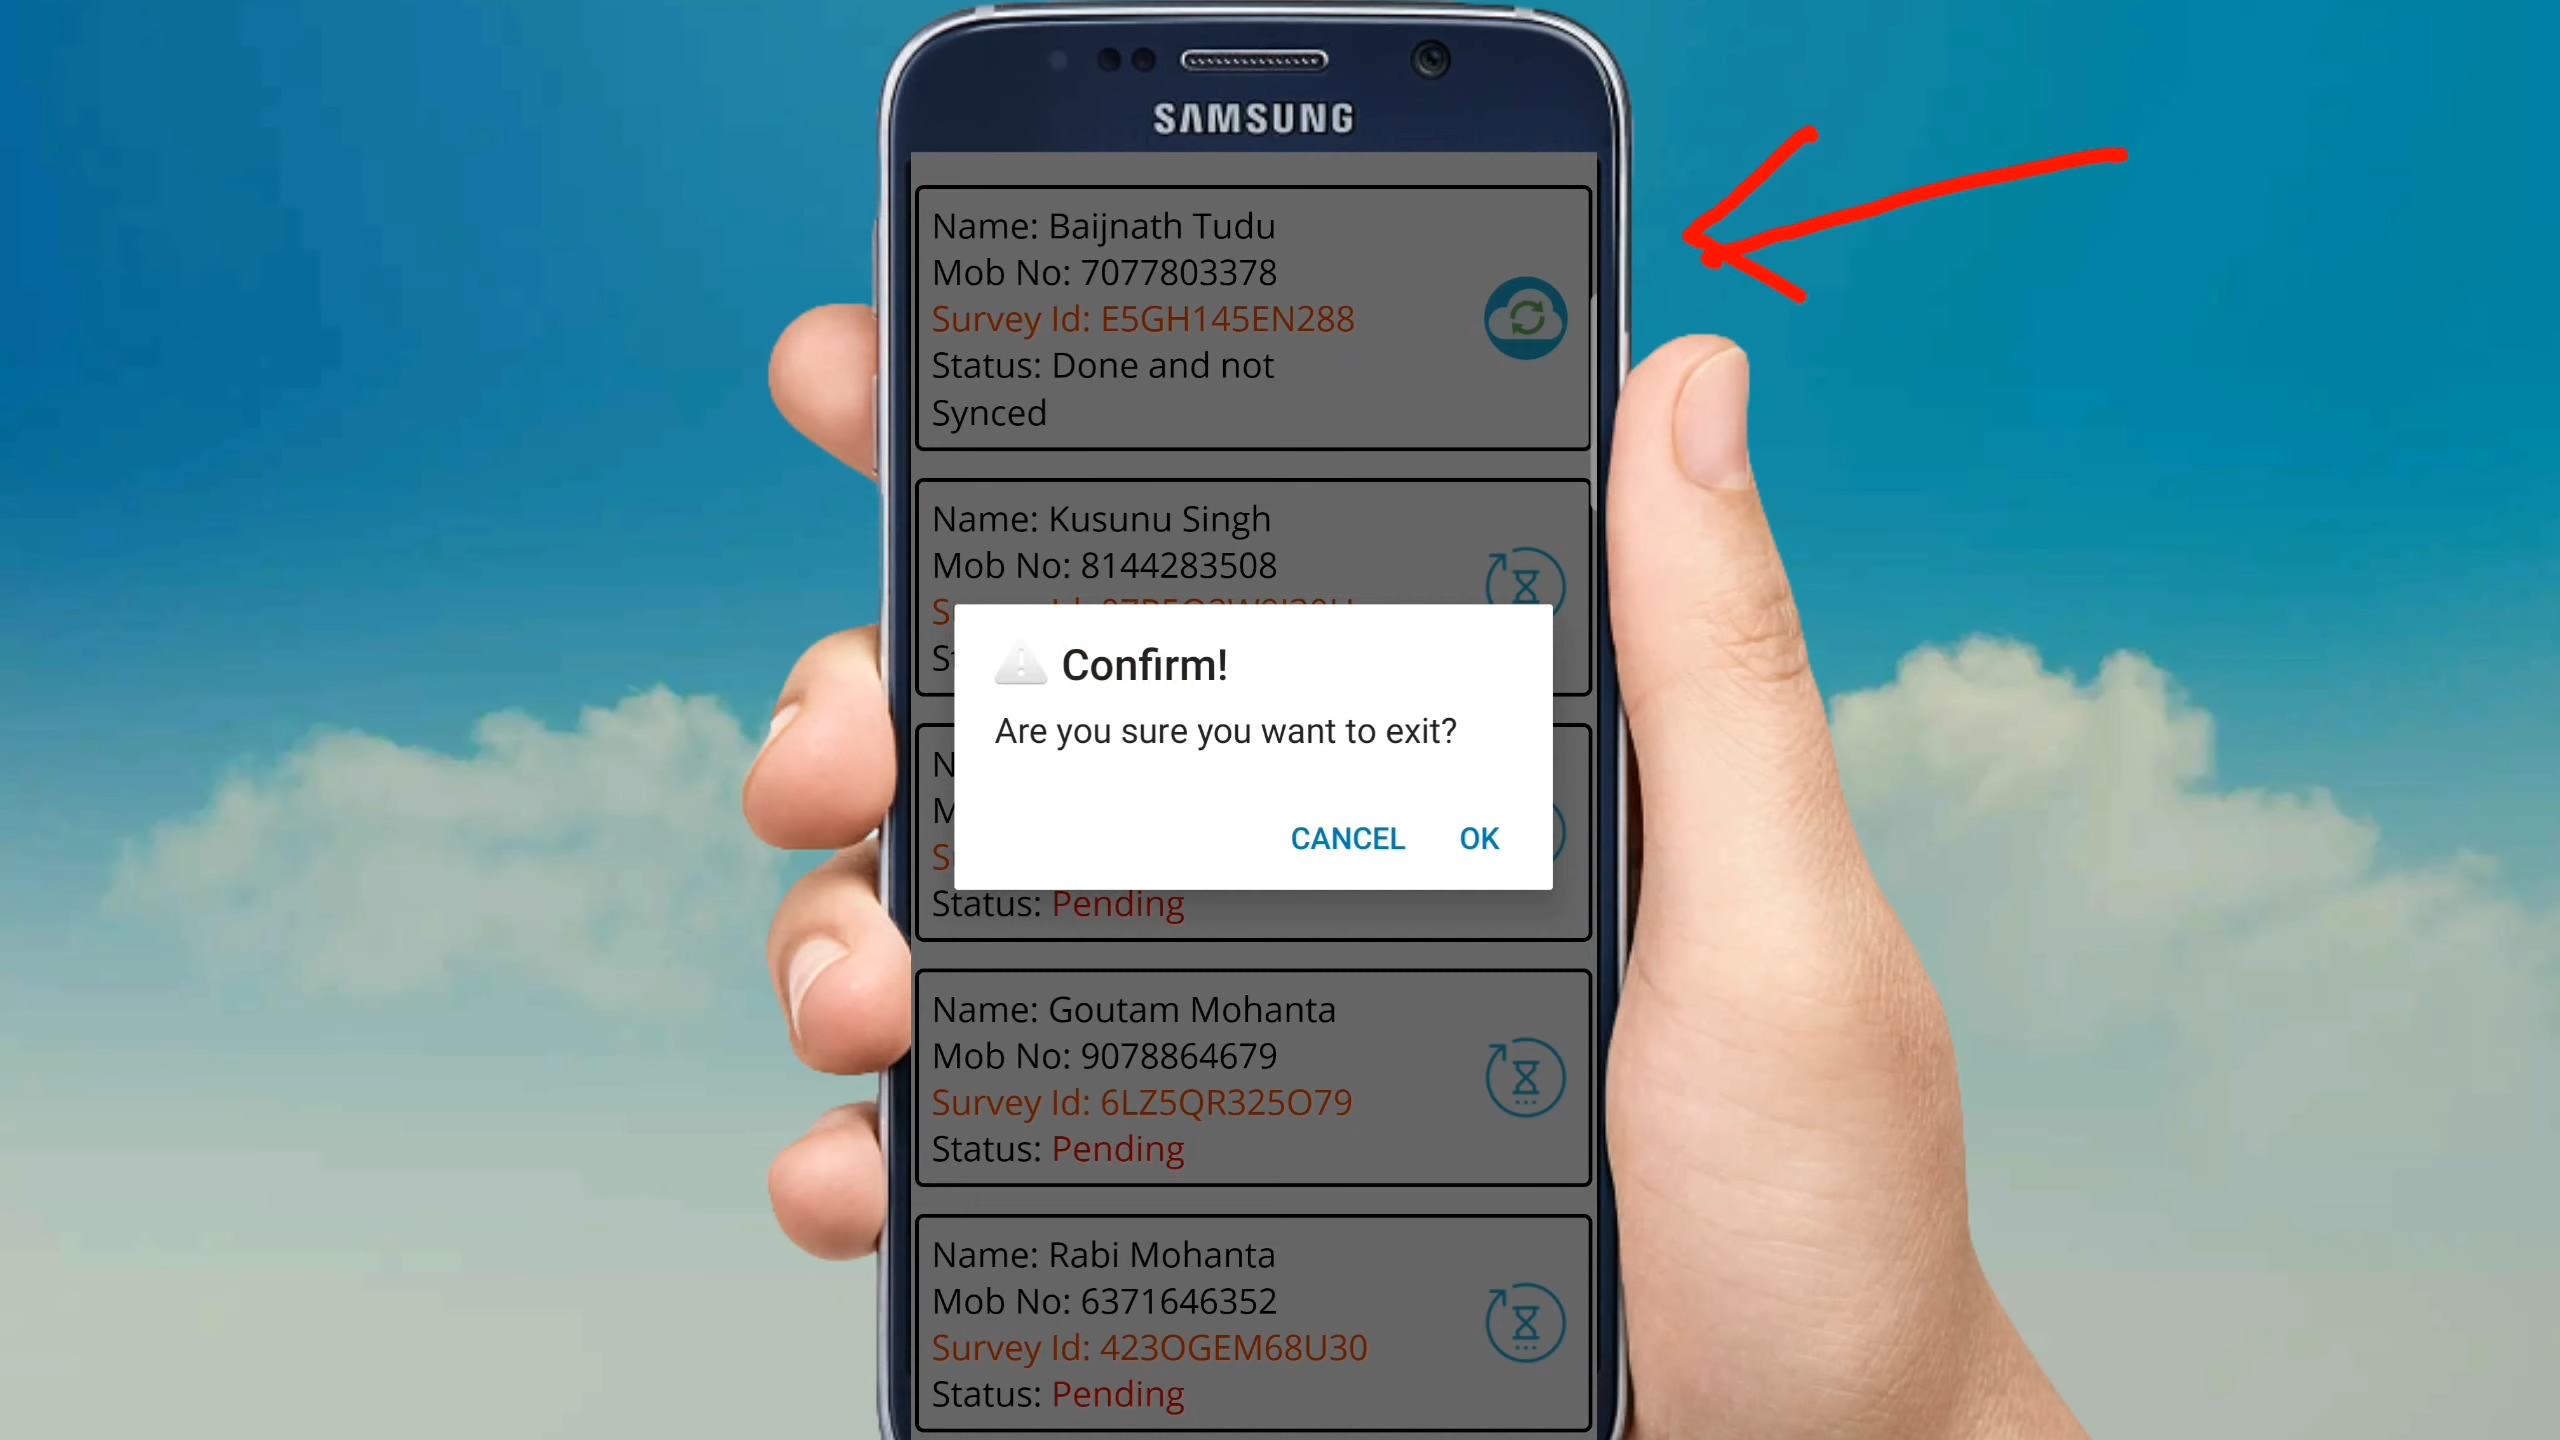 SAMSUNG
Name: Baijnath Tudu
Mob No: 7077803378
Survey Id: E5GH145EN288
Status: Done and not
Synced
Name: Kusunu Singh
Mob No: 8144283508
Confirm!
Are you sure you want to exit?
CANCEL OK
Status: Pending
Name: Goutam Mohanta
Mob No: 9078864679
Survey Id: 6LZ5QR325O79
Status: Pending
Name: Rabi Mohanta
Mob No: 6371646352
Survey Id: 423OGEM68U30
Status: Pending